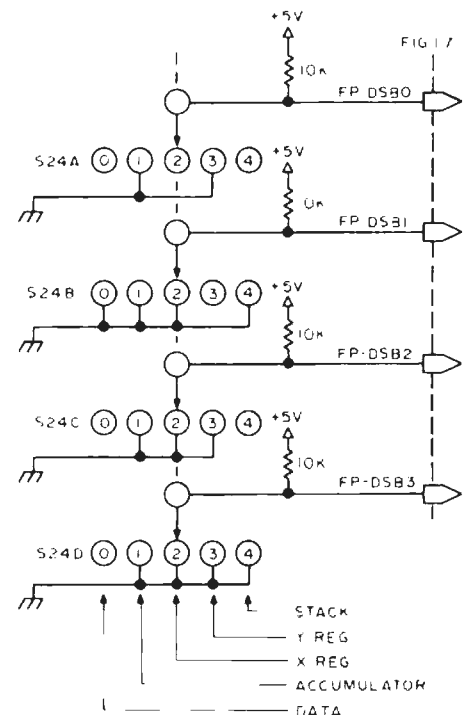 +5V
FIG 17
10K
FP DSB0
S24A 0 1 2 3 4
+5V
10K
FP DSB1
S24B 0 1 2 3 4
+5V
10K
FP-DSB2
S24C 0 1 2 3 4
+5V
10K
FP-DSB3
S24D 0 1 2 3 4
STACK
Y REG
X REG
ACCUMULATOR
DATA